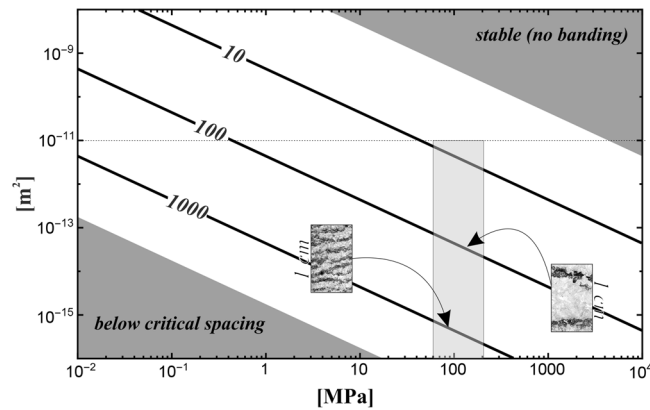 stable (no banding)
10⁻⁹
10
10⁻¹¹
100
[m²]
10⁻¹³
1000
1 cm
1 cm
10⁻¹⁵
below critical spacing
10⁻² 10⁻¹ 1 10 100 1000 10⁴
[MPa]